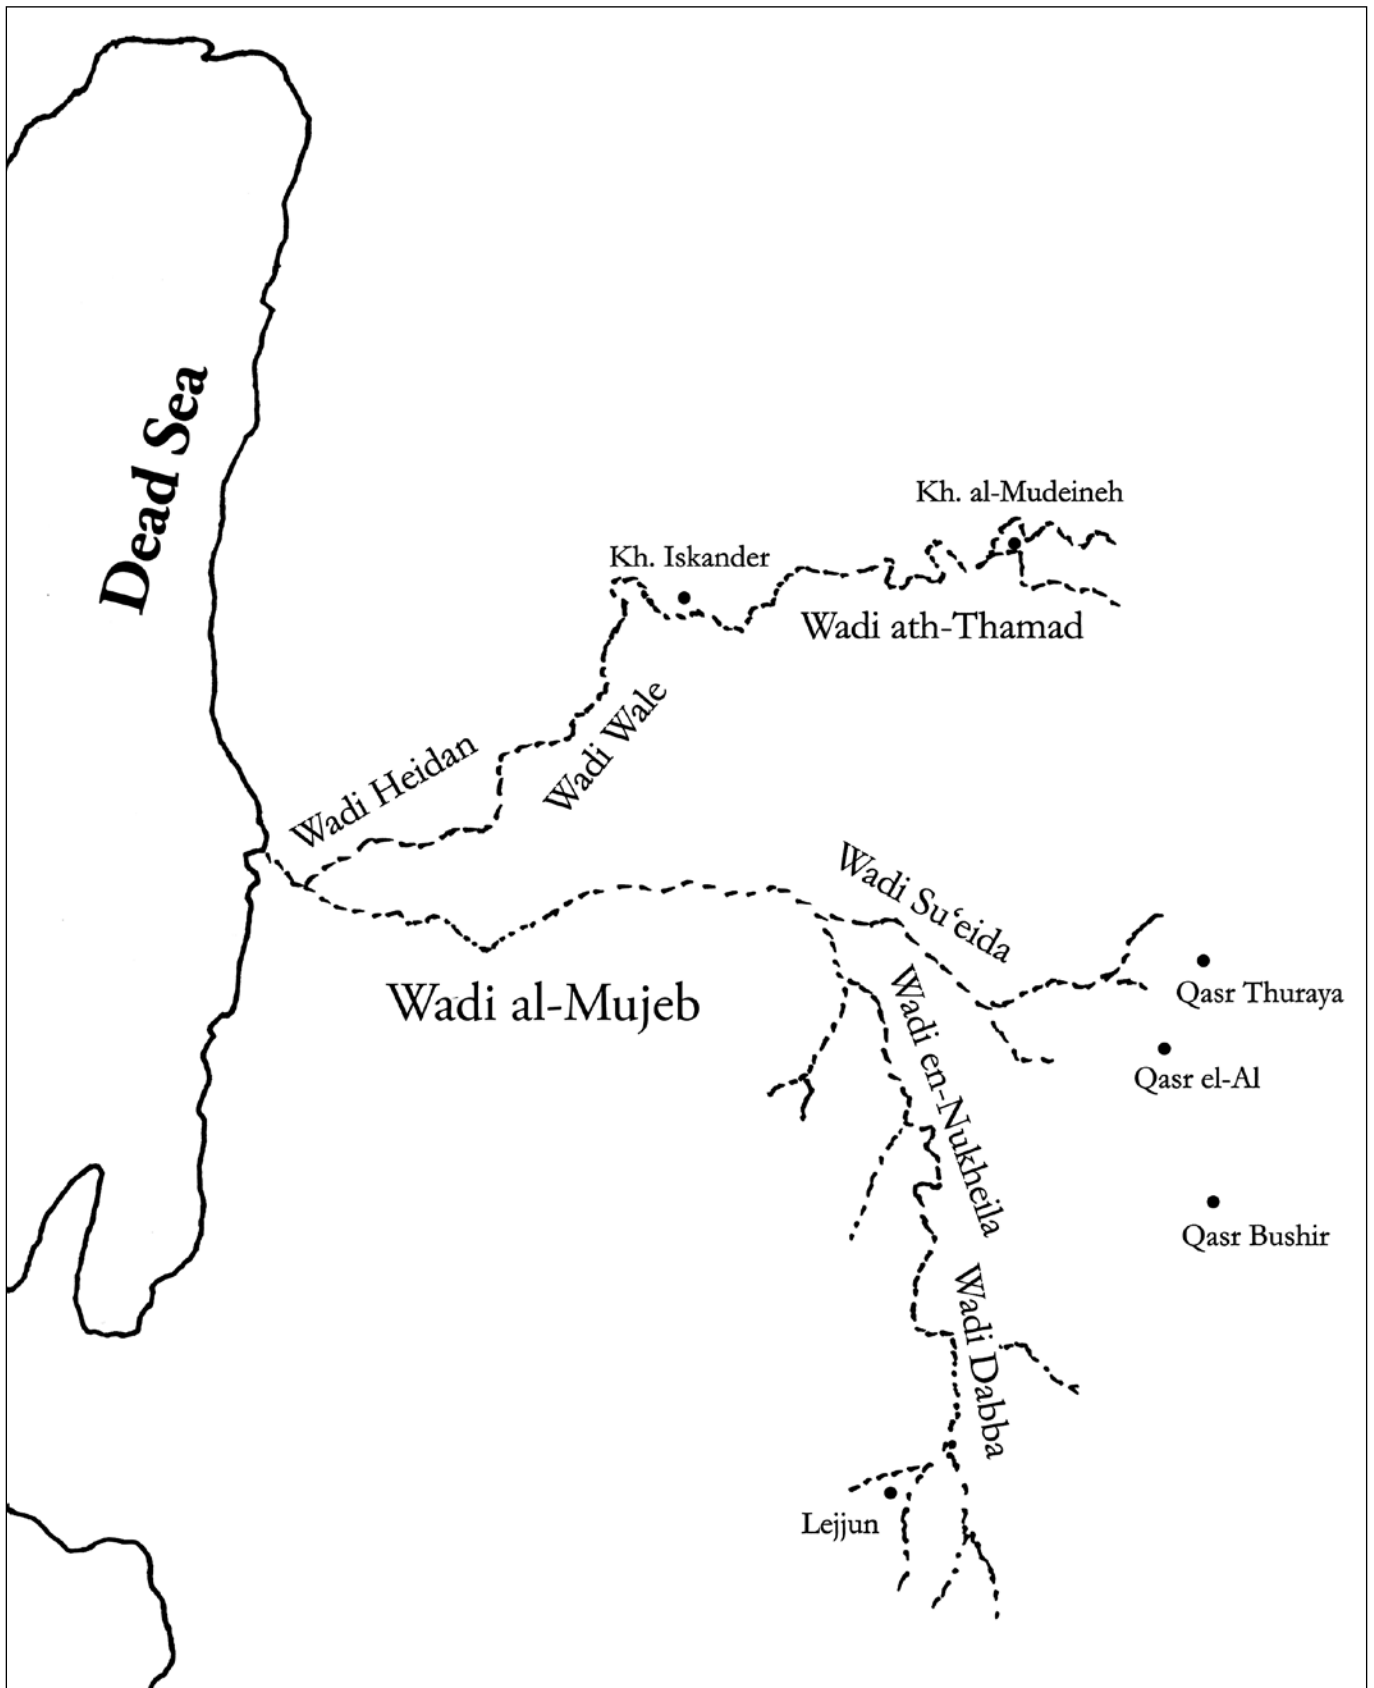 Dead Sea
Kh. al-Mudeineh
Kh. Iskander
Wadi ath-Thamad
Wadi Wale
Wadi Heidan
Wadi Su‘eida
Wadi al-Mujeb
Qasr Thuraya
Wadi en-Nukheila
Qasr el-Al
Qasr Bushir
Wadi Dabba
Lejjun